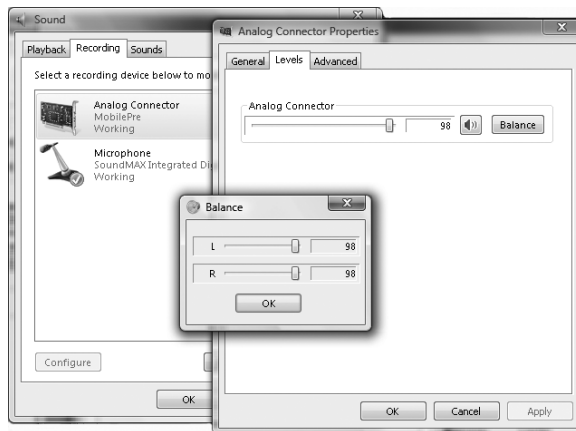 Sound
Playback Recording Sounds
Select a recording device below to mo
Analog Connector
MobilePre
Working
Microphone
SoundMAX Integrated Di
Working
Configure
OK
Analog Connector Properties
General Levels Advanced
Analog Connector
98 Balance
Balance
L 98
R 98
OK
OK Cancel Apply